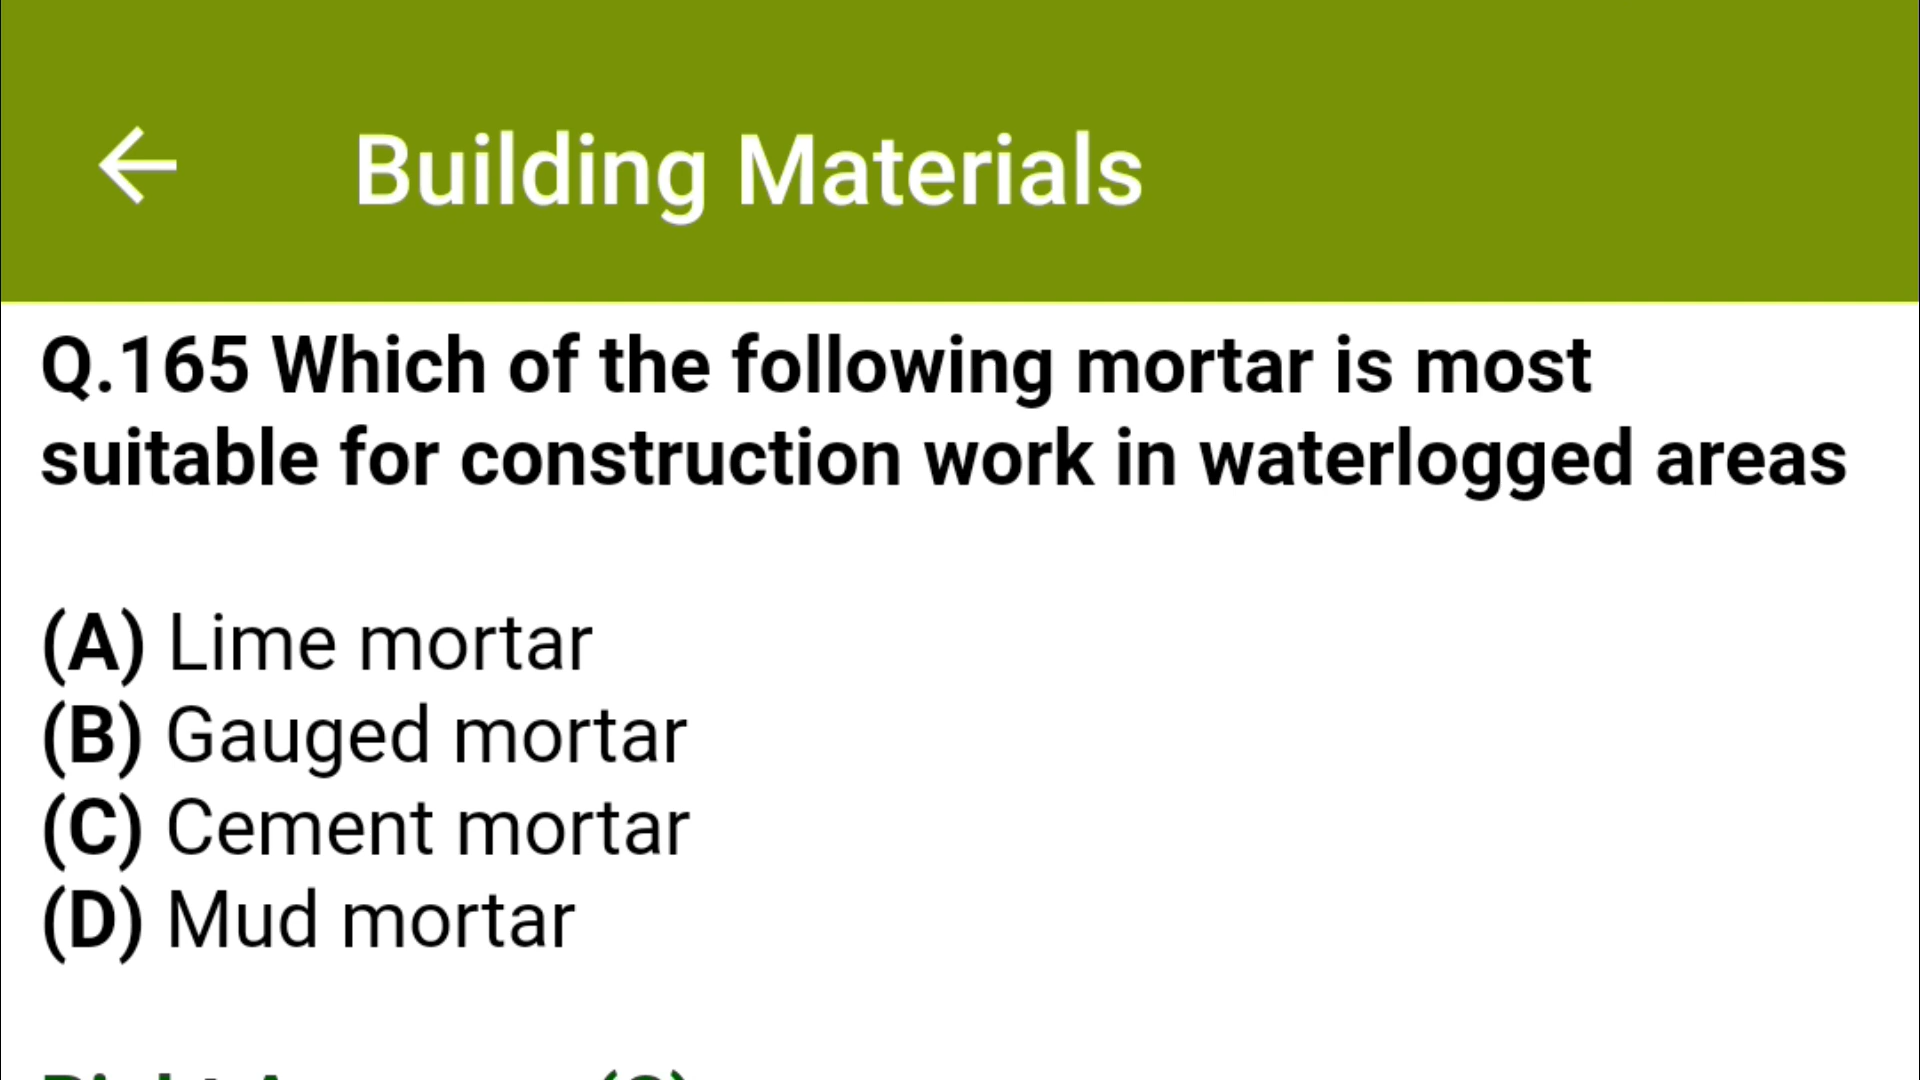 Building Materials
Q.165 Which of the following mortar is most
suitable for construction work in waterlogged areas
(A) Lime mortar
(B) Gauged mortar
(C) Cement mortar
(D) Mud mortar